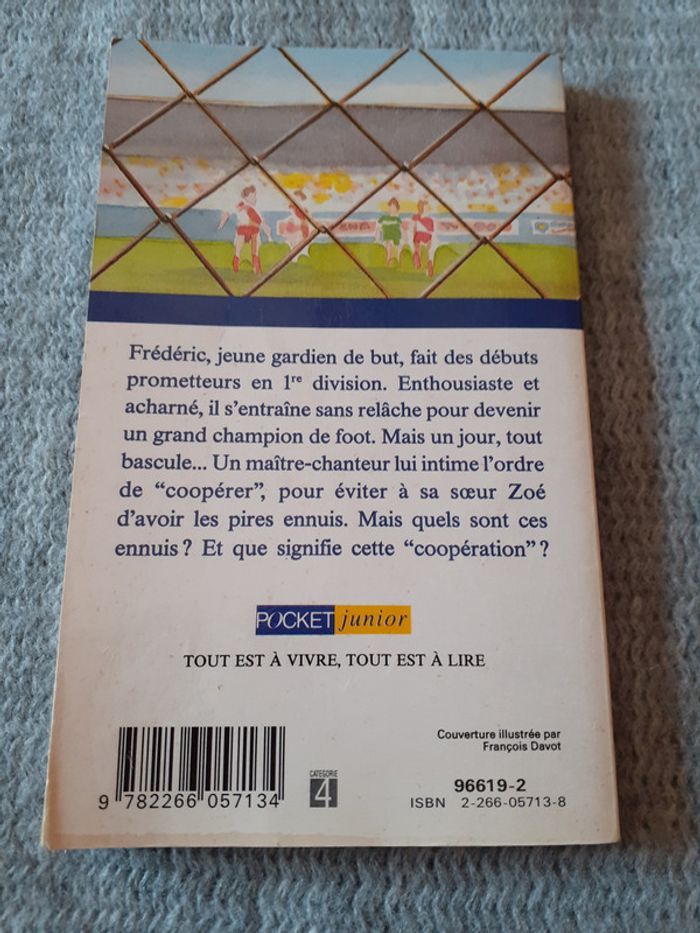 Frédéric, jeune gardien de but, fait des débuts
prometteurs en 1re division. Enthousiaste et
acharné, il s'entraîne sans relâche pour devenir
un grand champion de foot. Mais un jour, tout
bascule... Un maître-chanteur lui intime l'ordre
de “coopérer”, pour éviter à sa sœur Zoé
d'avoir les pires ennuis. Mais quels sont ces
ennuis ? Et que signifie cette “coopération” ?
POCKET junior
TOUT EST À VIVRE, TOUT EST À LIRE
Couverture illustrée par
François Davot
CATEGORIE
4
96619-2
ISBN 2-266-05713-8
9 782266 057134